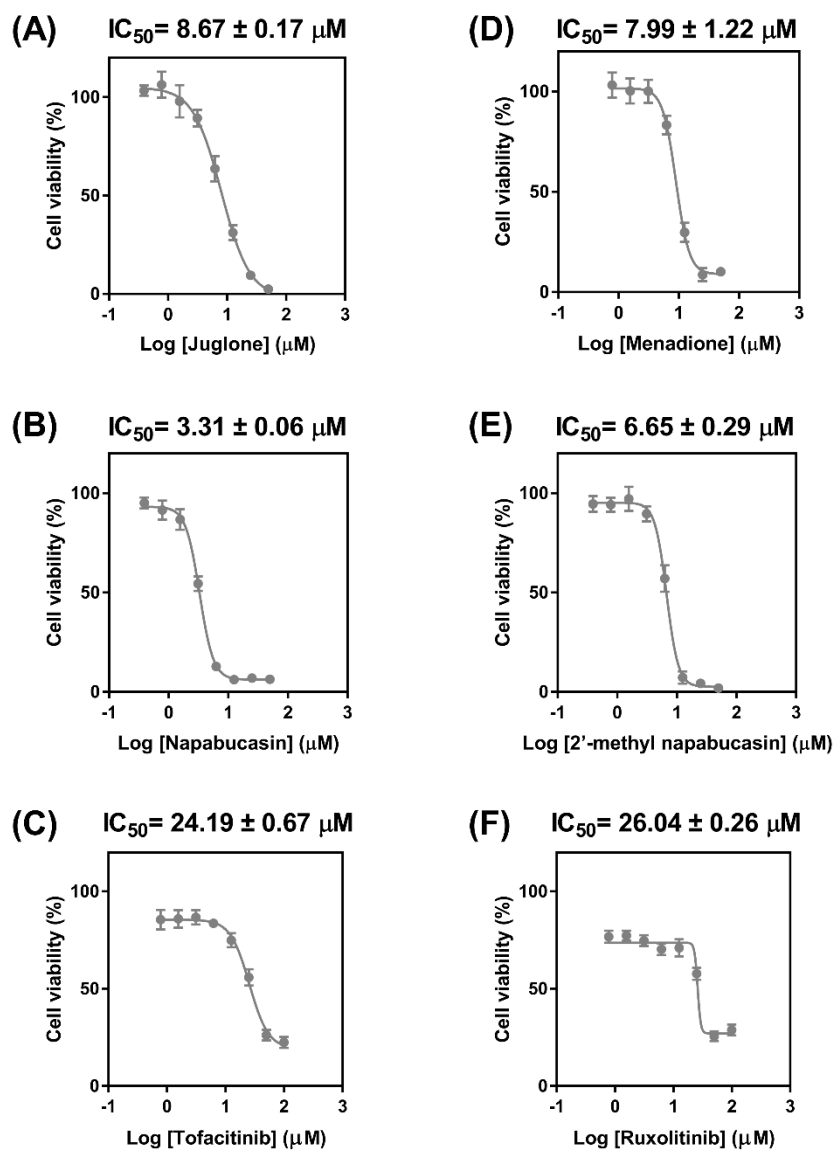 (A) IC50= 8.67 ± 0.17 μM
Cell viability (%)
100
50
0
-1 0 1 2 3
Log [Juglone] (μM)
(D) IC50= 7.99 ± 1.22 μM
Cell viability (%)
100
50
0
-1 0 1 2 3
Log [Menadione] (μM)
(B) IC50= 3.31 ± 0.06 μM
Cell viability (%)
100
50
0
-1 0 1 2 3
Log [Napabucasin] (μM)
(E) IC50= 6.65 ± 0.29 μM
Cell viability (%)
100
50
0
-1 0 1 2 3
Log [2’-methyl napabucasin] (μM)
(C) IC50= 24.19 ± 0.67 μM
Cell viability (%)
100
50
0
-1 0 1 2 3
Log [Tofacitinib] (μM)
(F) IC50= 26.04 ± 0.26 μM
Cell viability (%)
100
50
0
-1 0 1 2 3
Log [Ruxolitinib] (μM)